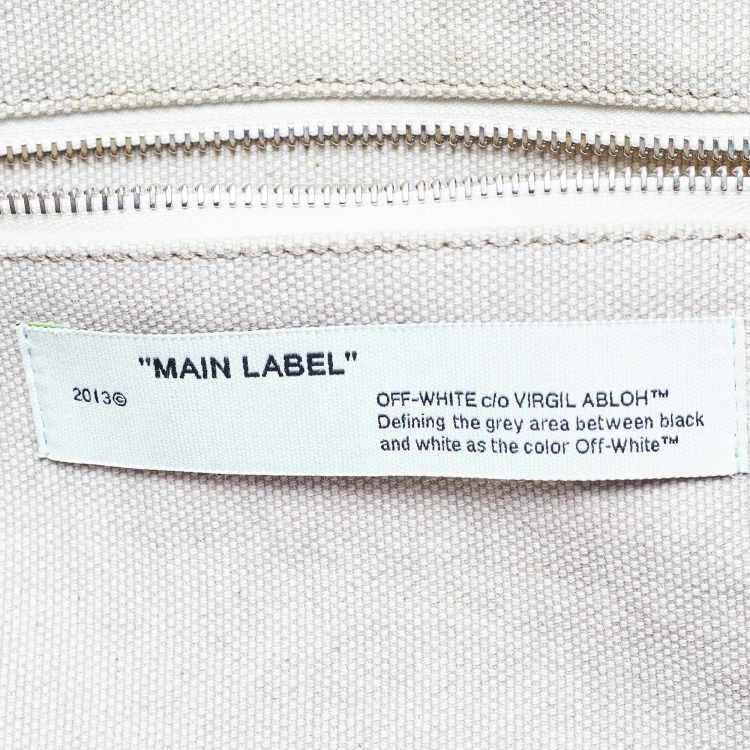 "MAIN LABEL"
2013©
OFF-WHITE c/o VIRGIL ABLOH™
Defining the grey area between black
and white as the color Off-White™